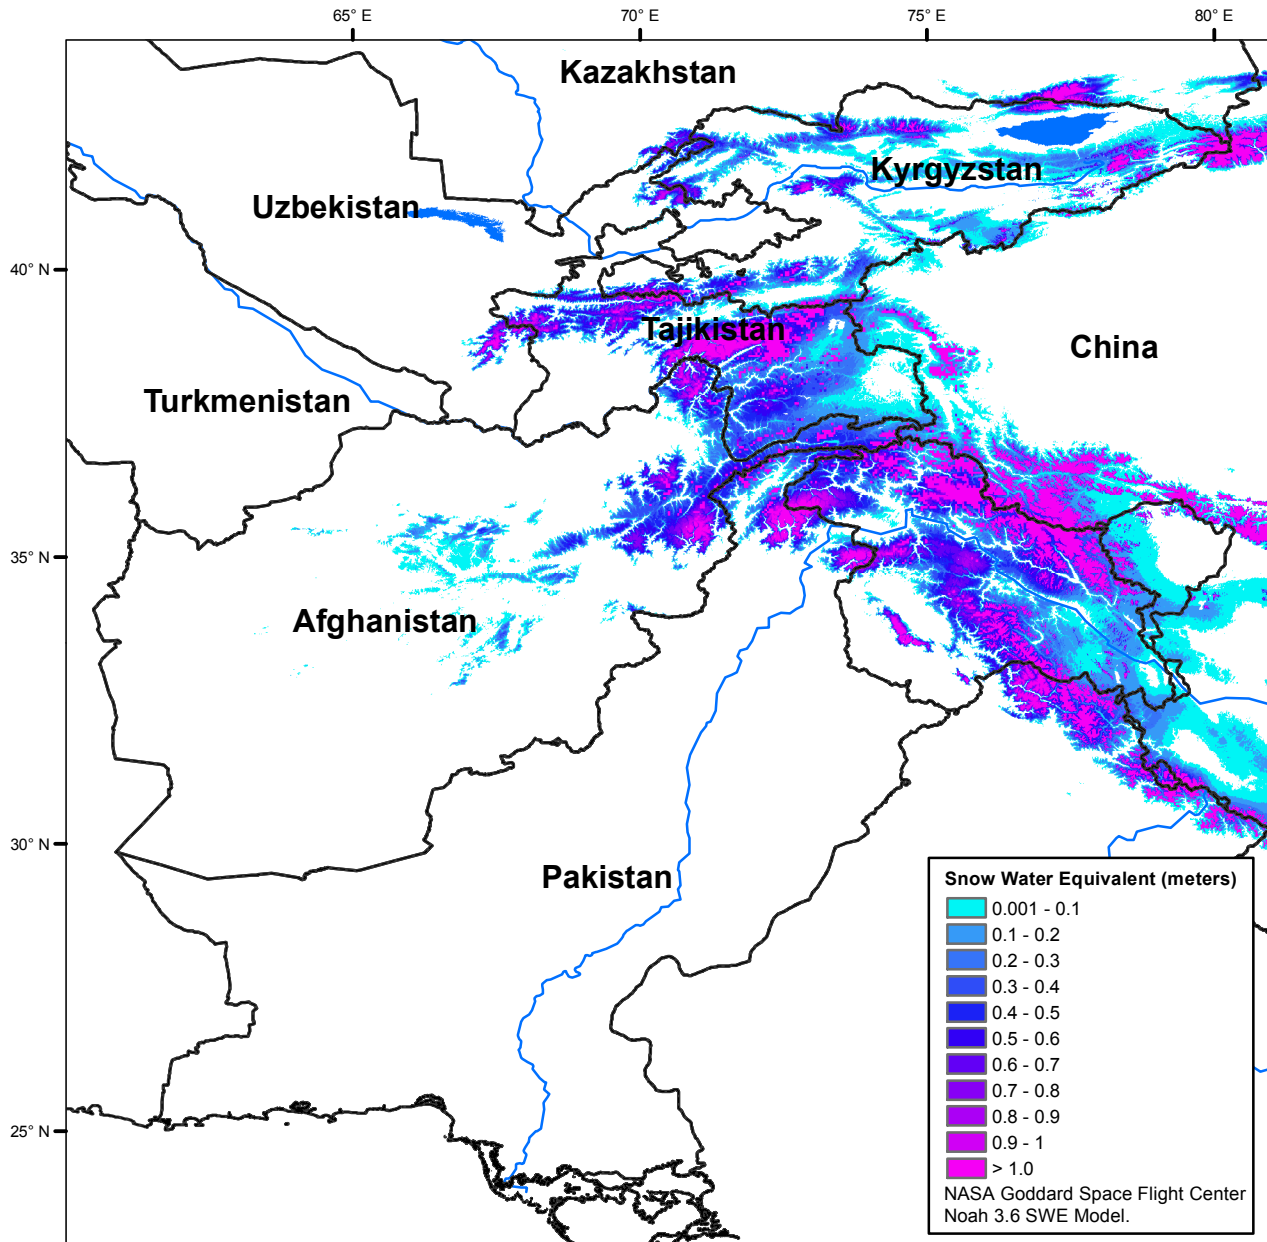 65° E
70° E
75° E
80° E
Kazakhstan
Kyrgyzstan
Uzbekistan
40° N
Tajikistan
China
Turkmenistan
35° N
Afghanistan
30° N
Pakistan
25° N
Snow Water Equivalent (meters)
0.001 - 0.1
0.1 - 0.2
0.2 - 0.3
0.3 - 0.4
0.4 - 0.5
0.5 - 0.6
0.6 - 0.7
0.7 - 0.8
0.8 - 0.9
0.9 - 1
> 1.0
NASA Goddard Space Flight Center
Noah 3.6 SWE Model.